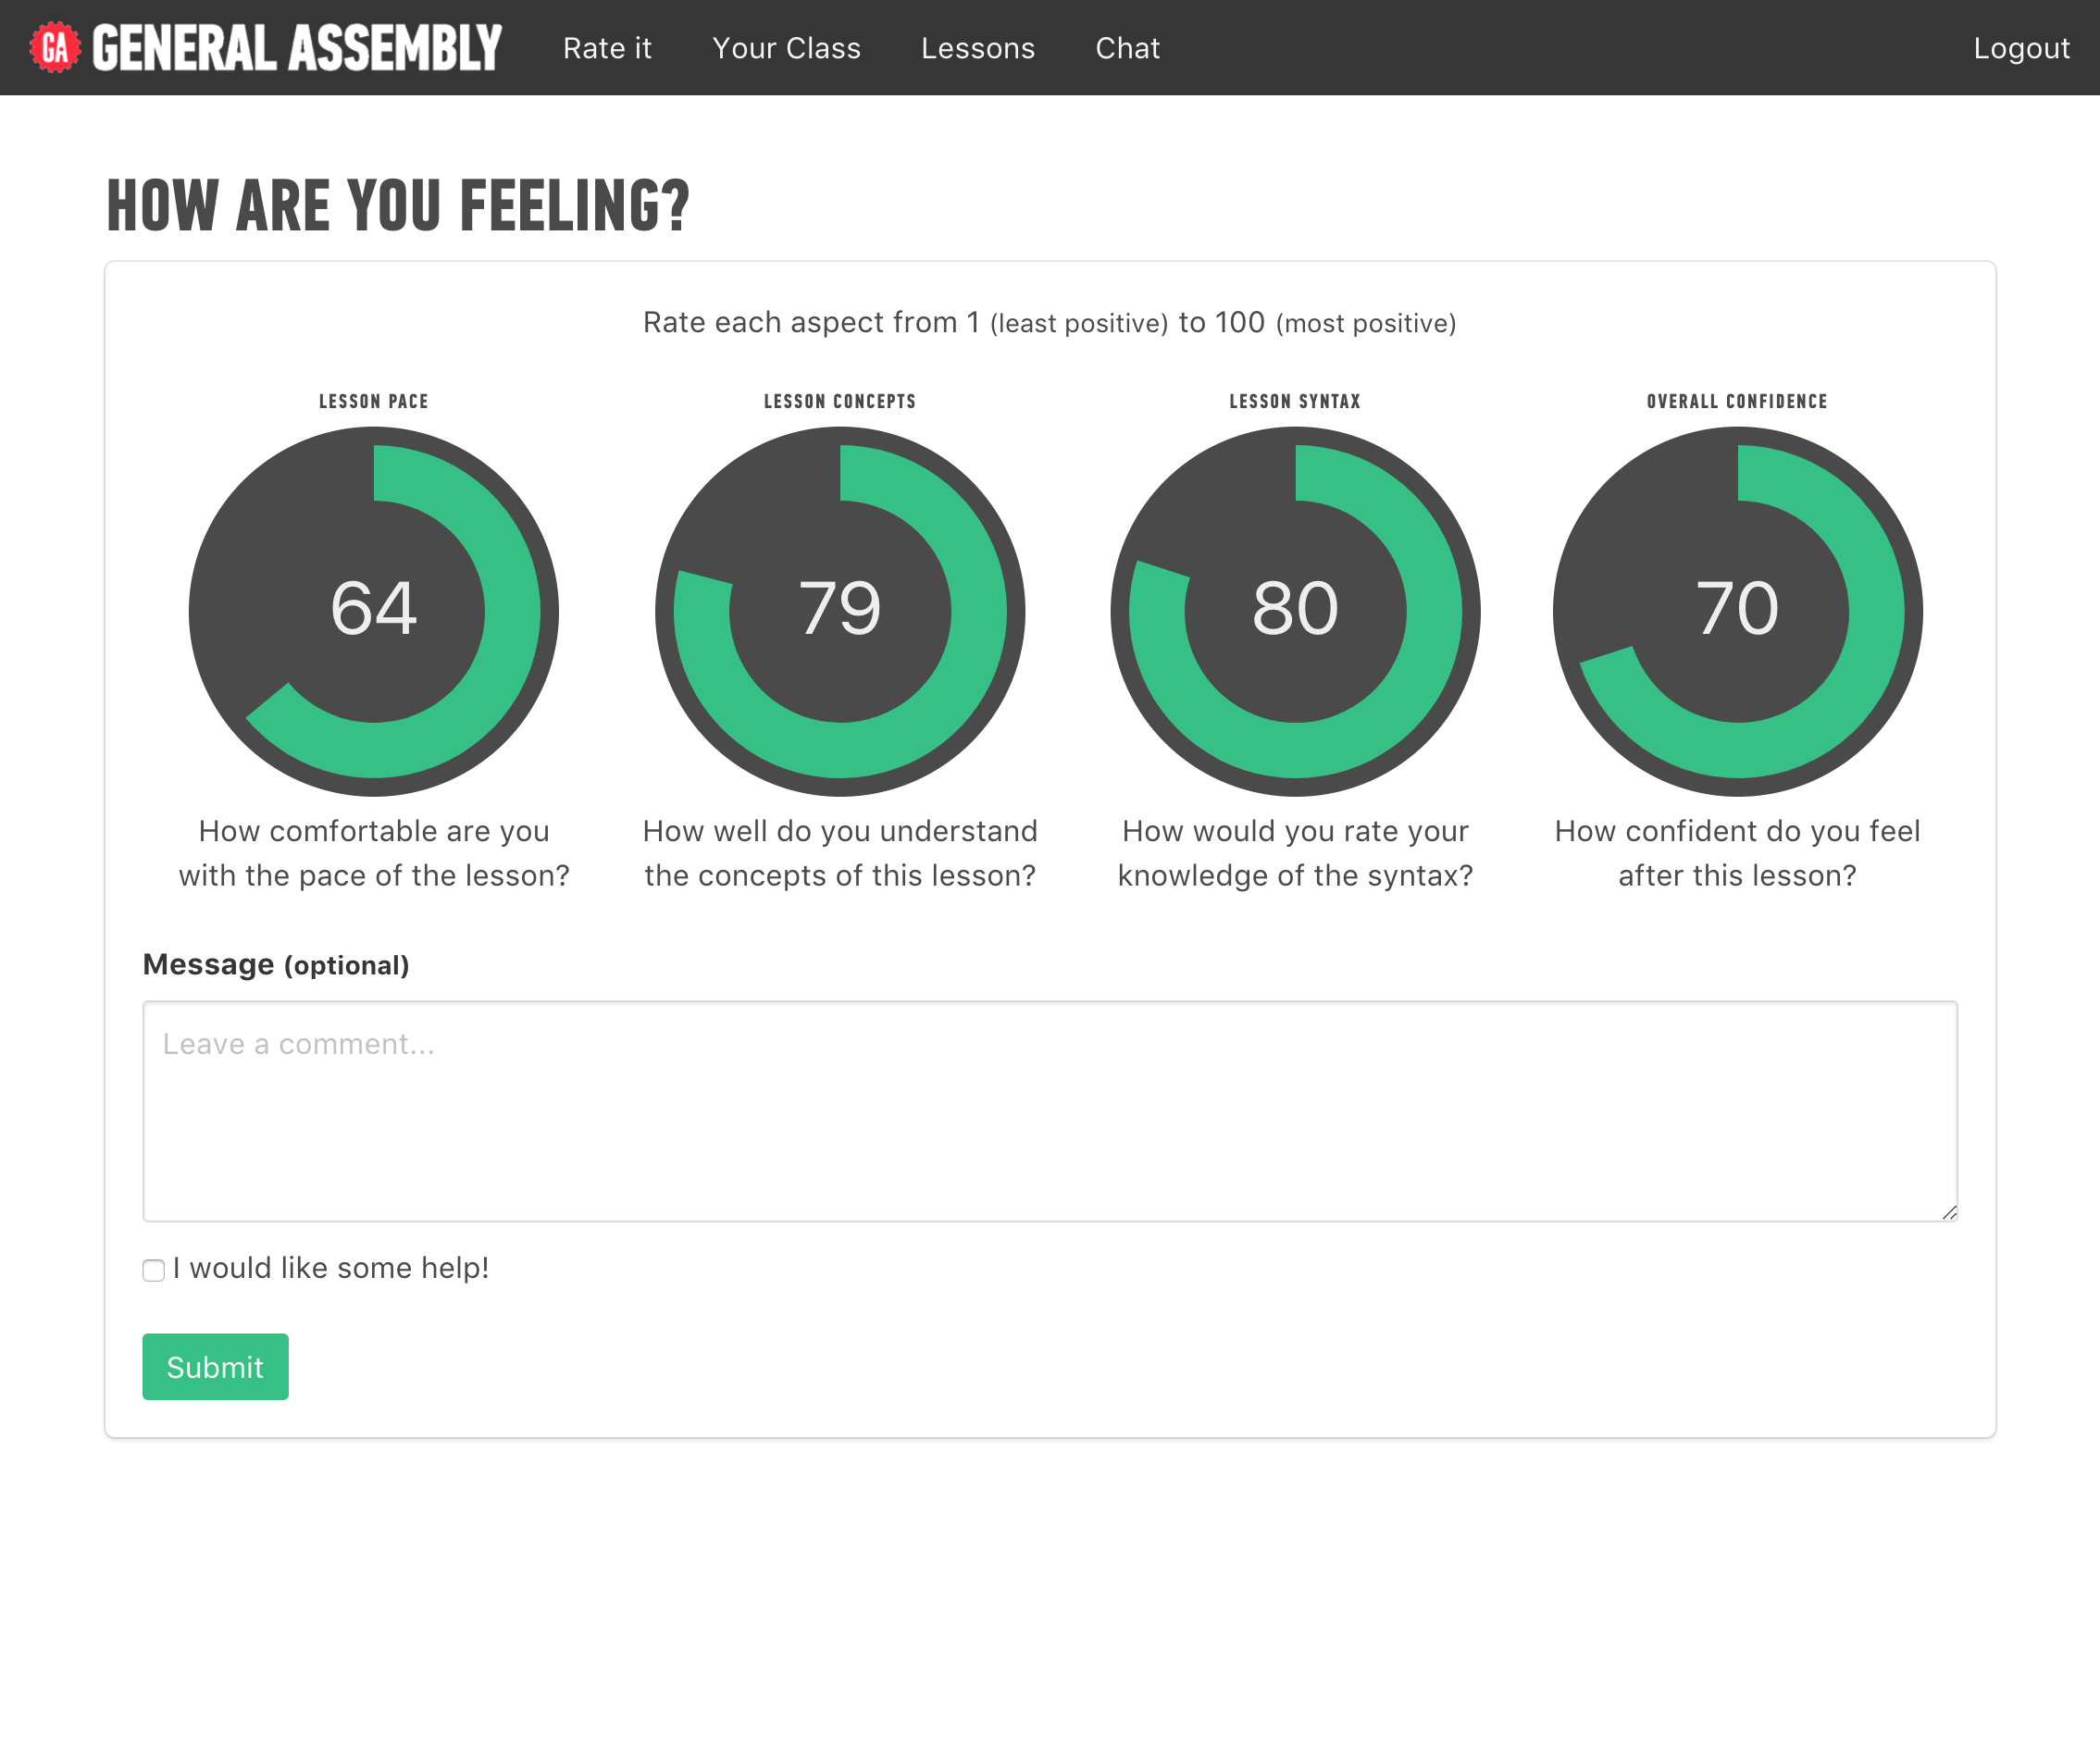 GA GENERAL ASSEMBLY Rate it Your Class Lessons Chat Logout
HOW ARE YOU FEELING?
Rate each aspect from 1 (least positive) to 100 (most positive)
LESSON PACE LESSON CONCEPTS LESSON SYNTAX OVERALL CONFIDENCE
64 79 80 70
How comfortable are you How well do you understand How would you rate your How confident do you feel
with the pace of the lesson? the concepts of this lesson? knowledge of the syntax? after this lesson?
Message (optional)
Leave a comment...
I would like some help!
Submit